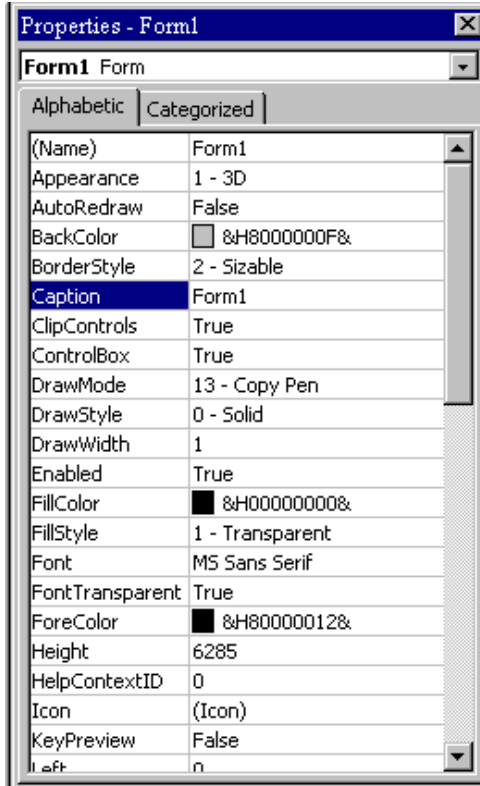 Properties - Form1
Form1 Form
Alphabetic Categorized
(Name) Form1
Appearance 1 - 3D
AutoRedraw False
BackColor &H8000000F&
BorderStyle 2 - Sizable
Caption Form1
ClipControls True
ControlBox True
DrawMode 13 - Copy Pen
DrawStyle 0 - Solid
DrawWidth 1
Enabled True
FillColor &H00000000&
FillStyle 1 - Transparent
Font MS Sans Serif
FontTransparent True
ForeColor &H80000012&
Height 6285
HelpContextID 0
Icon (Icon)
KeyPreview False
Left 0